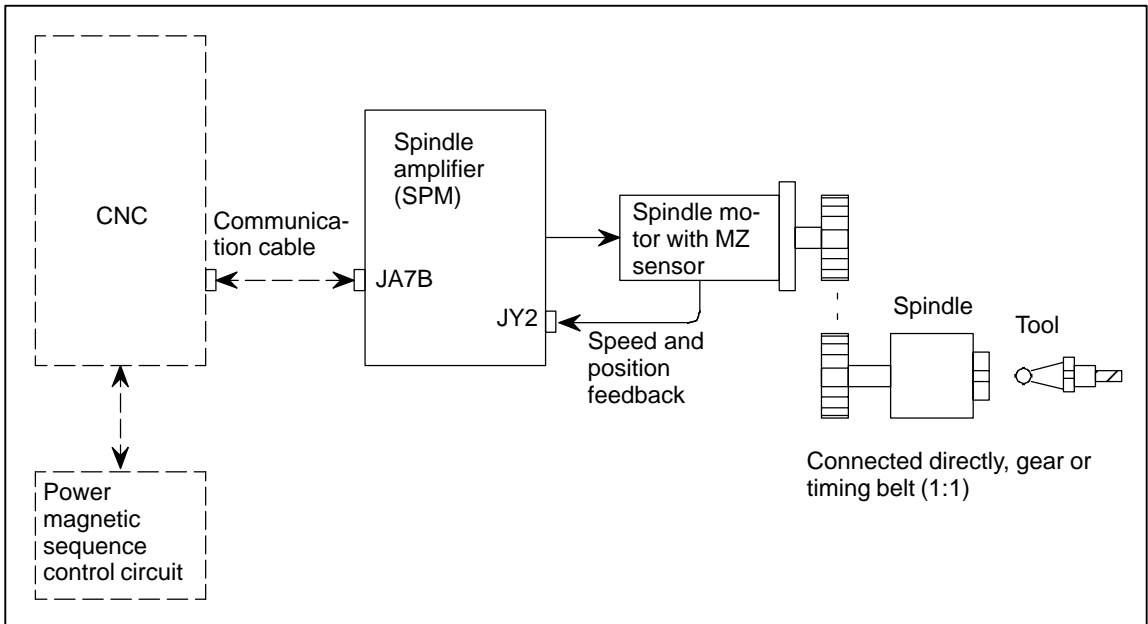 CNC
Communica-
tion cable
Spindle
amplifier
(SPM)
JA7B
JY2
Spindle mo-
tor with MZ
sensor
Speed and
position
feedback
Spindle
Tool
Connected directly, gear or
timing belt (1:1)
Power
magnetic
sequence
control circuit